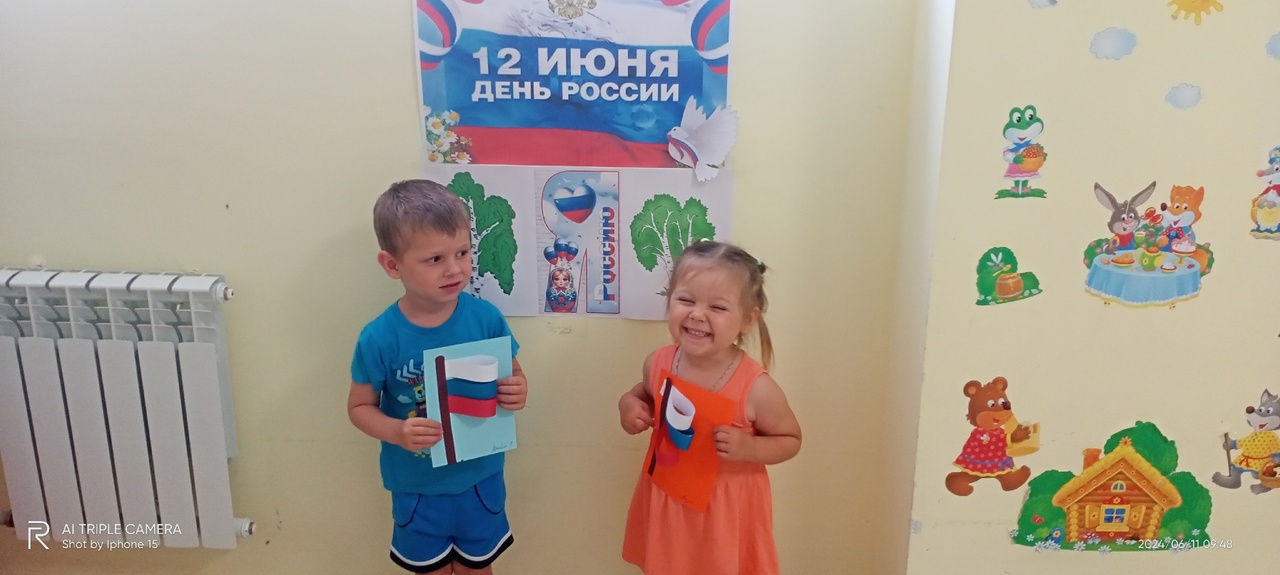 12 ИЮНЯ
ДЕНЬ РОССИИ
Я
Россию
AI TRIPLE CAMERA
Shot by Iphone 15
2024/06/11 09:48